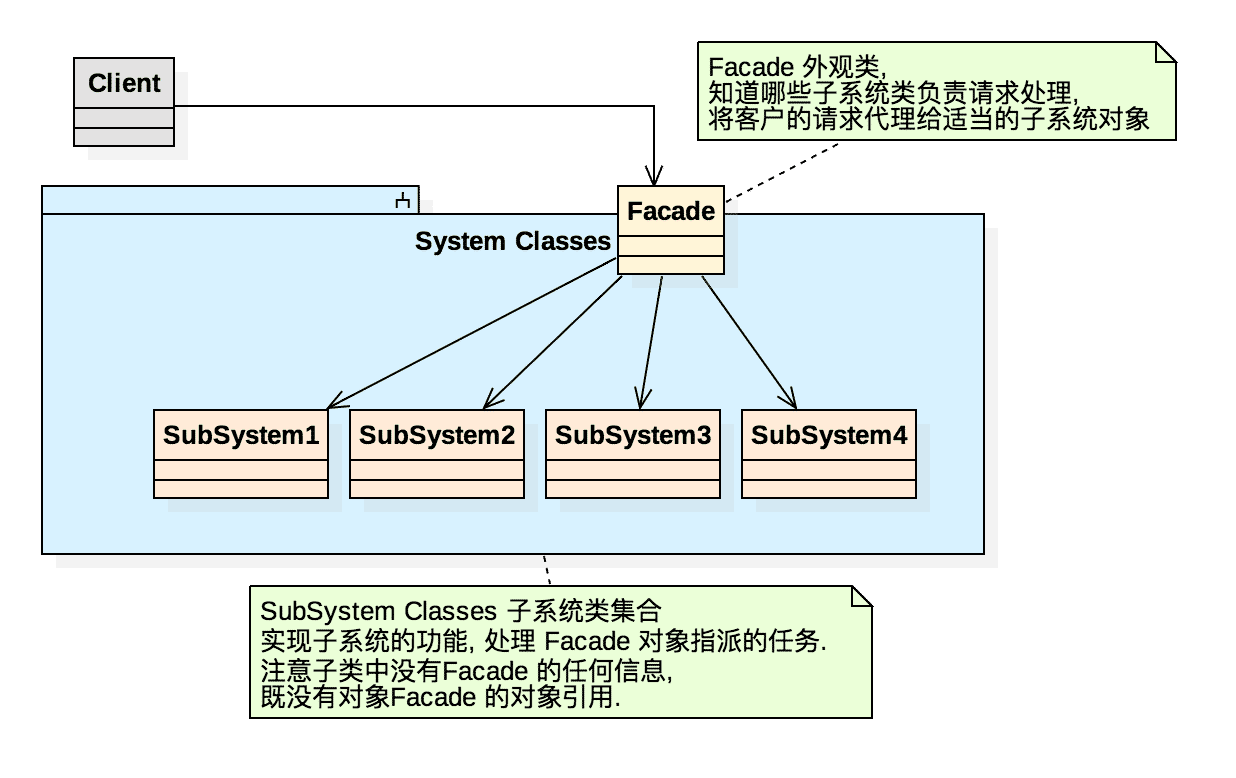 Client
Facade 外观类,
知道哪些子系统类负责请求处理,
将客户的请求代理给适当的子系统对象
Facade
System Classes
SubSystem1
SubSystem2
SubSystem3
SubSystem4
SubSystem Classes 子系统类集合
实现子系统的功能, 处理 Facade 对象指派的任务.
注意子类中没有Facade 的任何信息,
既没有对象Facade 的对象引用.